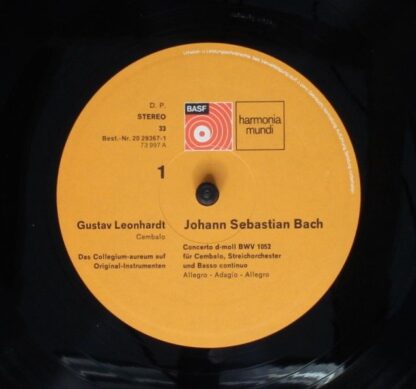 D. P.
STEREO
33
Best.-Nr. 20 29367-1
73 997 A
BASF
harmonia
mundi
1
Gustav Leonhardt
Cembalo
Das Collegium-aureum auf
Original-Instrumenten
Johann Sebastian Bach
Concerto d-moll BWV 1052
für Cembalo, Streichorchester
und Basso continuo
Allegro - Adagio - Allegro